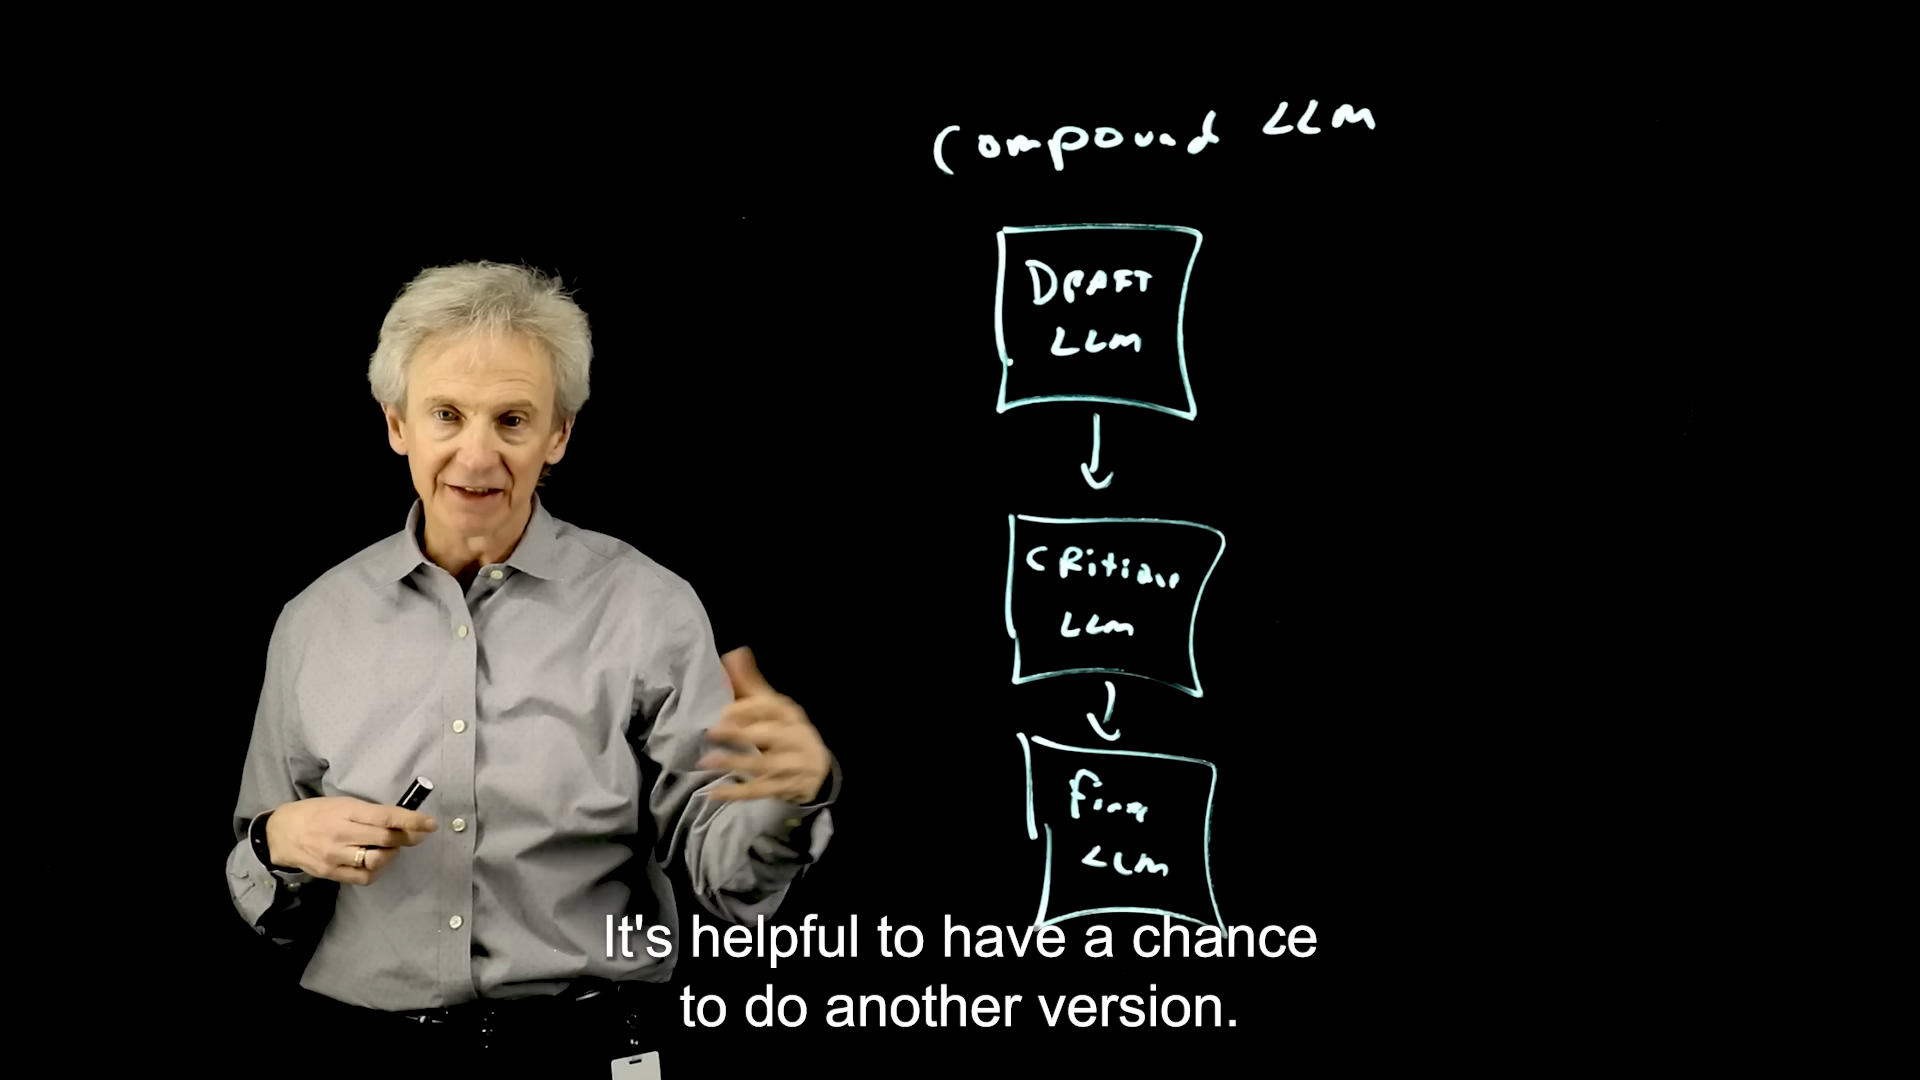 Compound LLM
DRAFT
LLM
CRitique
LLM
Final
LLM
It's helpful to have a chance
to do another version.